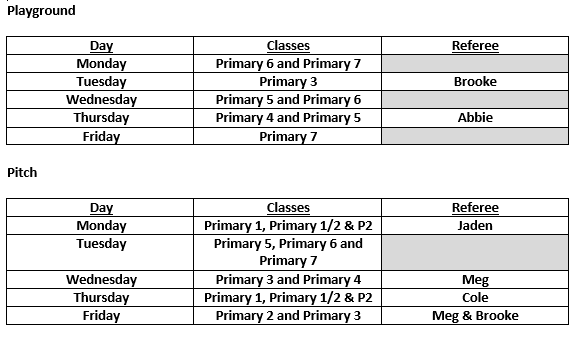 Playground
Day Classes Referee
Monday Primary 6 and Primary 7
Tuesday Primary 3 Brooke
Wednesday Primary 5 and Primary 6
Thursday Primary 4 and Primary 5 Abbie
Friday Primary 7
Pitch
Day Classes Referee
Monday Primary 1, Primary 1/2 & P2 Jaden
Tuesday Primary 5, Primary 6 and
Primary 7
Wednesday Primary 3 and Primary 4 Meg
Thursday Primary 1, Primary 1/2 & P2 Cole
Friday Primary 2 and Primary 3 Meg & Brooke